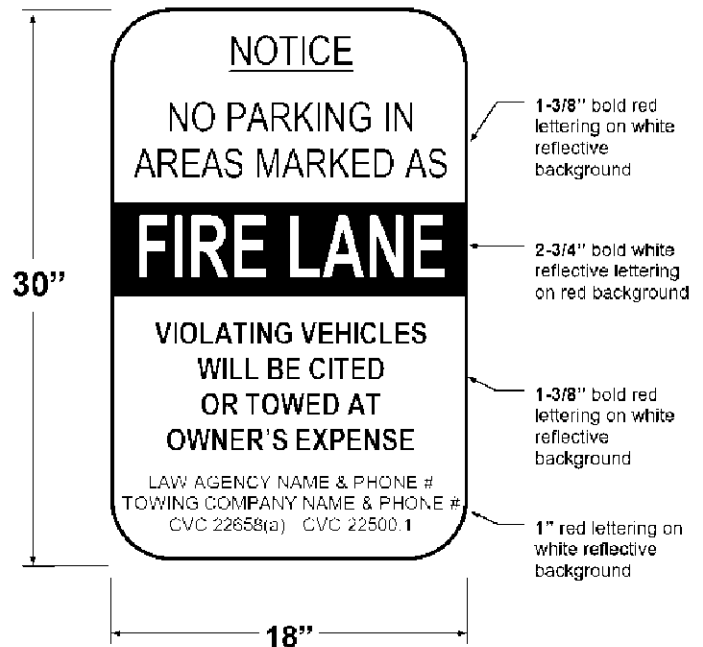 NOTICE
NO PARKING IN
AREAS MARKED AS
FIRE LANE
VIOLATING VEHICLES
WILL BE CITED
OR TOWED AT
OWNER'S EXPENSE
LAW AGENCY NAME & PHONE #
TOWING COMPANY NAME & PHONE #
CVC 22658(a) CVC 22500.1
30"
18"
1-3/8" bold red
lettering on white
reflective
background
2-3/4" bold white
reflective lettering
on red background
1-3/8" bold red
lettering on white
reflective
background
1" red lettering on
white reflective
background